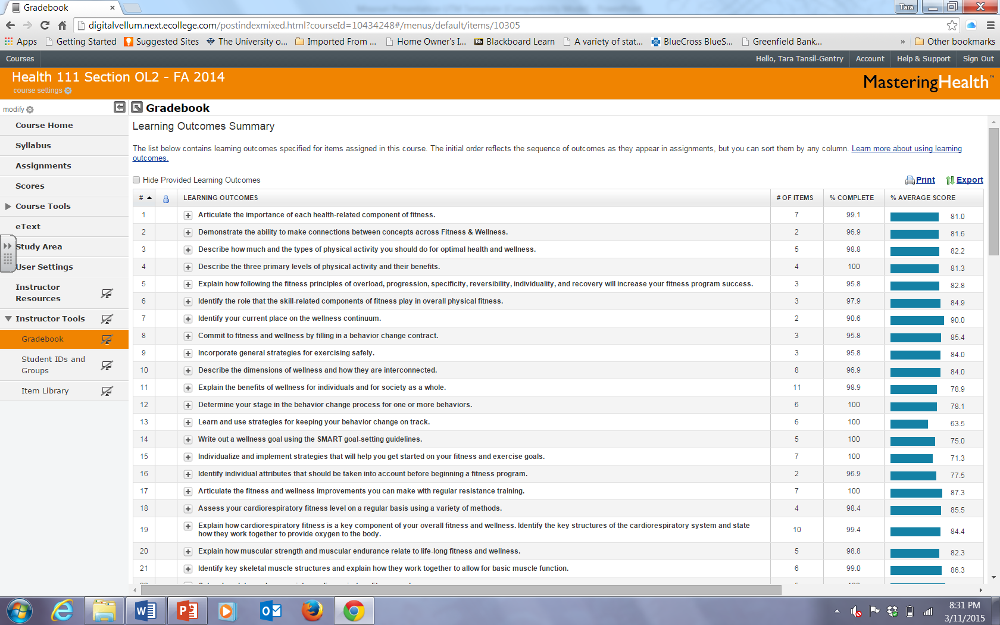 Gradebook
Tara
digitalvellum.next.ecollege.com/postindexmixed.html?courseId=10434248#/menus/default/items/10305
Apps Getting Started Suggested Sites The University o... Imported From ... Home Owner's I... Blackboard Learn A variety of stat... BlueCross BlueS... Greenfield Bank... » Other bookmarks
Courses Hello, Tara Tansil-Gentry Account Help & Support Sign Out
Health 111 Section OL2 - FA 2014
course settings
MasteringHealth™
modify
Gradebook
Course Home
Syllabus
Assignments
Scores
Course Tools
eText
Study Area
User Settings
Instructor
Resources
Instructor Tools
Gradebook
Student IDs and
Groups
Item Library
Learning Outcomes Summary
The list below contains learning outcomes specified for items assigned in this course. The initial order reflects the sequence of outcomes as they appear in assignments, but you can sort them by any column. Learn more about using learning
outcomes.
Hide Provided Learning Outcomes
Print Export
# LEARNING OUTCOMES # OF ITEMS % COMPLETE % AVERAGE SCORE
1 Articulate the importance of each health-related component of fitness. 7 99.1 81.0
2 Demonstrate the ability to make connections between concepts across Fitness & Wellness. 2 96.9 81.6
3 Describe how much and the types of physical activity you should do for optimal health and wellness. 5 98.8 82.2
4 Describe the three primary levels of physical activity and their benefits. 4 100 81.3
5 Explain how following the fitness principles of overload, progression, specificity, reversibility, individuality, and recovery will increase your fitness program success. 3 95.8 82.8
6 Identify the role that the skill-related components of fitness play in overall physical fitness. 3 97.9 84.9
7 Identify your current place on the wellness continuum. 2 90.6 90.0
8 Commit to fitness and wellness by filling in a behavior change contract. 3 95.8 85.4
9 Incorporate general strategies for exercising safely. 3 95.8 84.0
10 Describe the dimensions of wellness and how they are interconnected. 8 96.9 84.0
11 Explain the benefits of wellness for individuals and for society as a whole. 11 98.9 78.9
12 Determine your stage in the behavior change process for one or more behaviors. 6 100 78.1
13 Learn and use strategies for keeping your behavior change on track. 6 100 63.5
14 Write out a wellness goal using the SMART goal-setting guidelines. 5 100 75.0
15 Individualize and implement strategies that will help you get started on your fitness and exercise goals. 7 100 71.3
16 Identify individual attributes that should be taken into account before beginning a fitness program. 2 96.9 77.5
17 Articulate the fitness and wellness improvements you can make with regular resistance training. 7 100 87.3
18 Assess your cardiorespiratory fitness level on a regular basis using a variety of methods. 4 98.4 85.5
19 Explain how cardiorespiratory fitness is a key component of your overall fitness and wellness. Identify the key structures of the cardiorespiratory system and state
how they work together to provide oxygen to the body. 10 99.4 84.4
20 Explain how muscular strength and muscular endurance relate to life-long fitness and wellness. 5 98.8 82.3
21 Identify key skeletal muscle structures and explain how they work together to allow for basic muscle function. 6 99.0 86.3
8:31 PM
3/11/2015